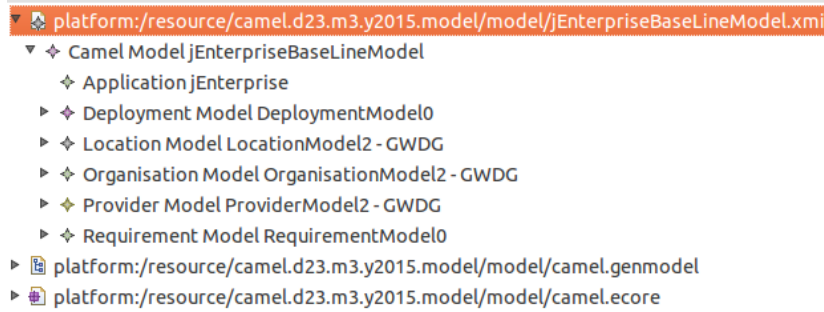 platform:/resource/camel.d23.m3.y2015.model/model/jEnterpriseBaseLineModel.xmi
Camel Model jEnterpriseBaseLineModel
Application jEnterprise
Deployment Model DeploymentModel0
Location Model LocationModel2 - GWDG
Organisation Model OrganisationModel2 - GWDG
Provider Model ProviderModel2 - GWDG
Requirement Model RequirementModel0
platform:/resource/camel.d23.m3.y2015.model/model/camel.genmodel
platform:/resource/camel.d23.m3.y2015.model/model/camel.ecore